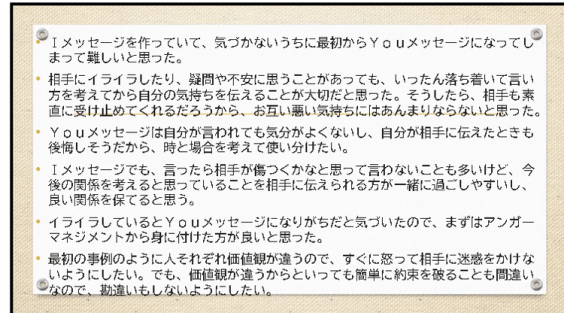 • Ｉメッセージを作っていて、気づかないうちに最初からＹｏｕメッセージになってし
まって難しいと思った。
• 相手にイライラしたり、疑問や不安に思うことがあっても、いったん落ち着いて言い
方を考えてから自分の気持ちを伝えることが大切だと思った。そうしたら、相手も素
直に受け止めてくれるだろうから、お互い悪い気持ちにはあんまりならないと思った。
• Ｙｏｕメッセージは自分が言われても気分がよくないし、自分が相手に伝えたときも
後悔しそうだから、時と場合を考えて使い分けたい。
• Ｉメッセージでも、言ったら相手が傷つくかなと思って言わないことも多いけど、今
後の関係を考えると思っていることを相手に伝えられる方が一緒に過ごしやすいし、
良い関係を保てると思う。
• イライラしているとＹｏｕメッセージになりがちだと気づいたので、まずはアンガー
マネジメントから身に付けた方が良いと思った。
• 最初の事例のように人それぞれ価値観が違うので、すぐに怒って相手に迷惑をかけな
いようにしたい。でも、価値観が違うからといっても簡単に約束を破ることも間違い
なので、勘違いもしないようにしたい。